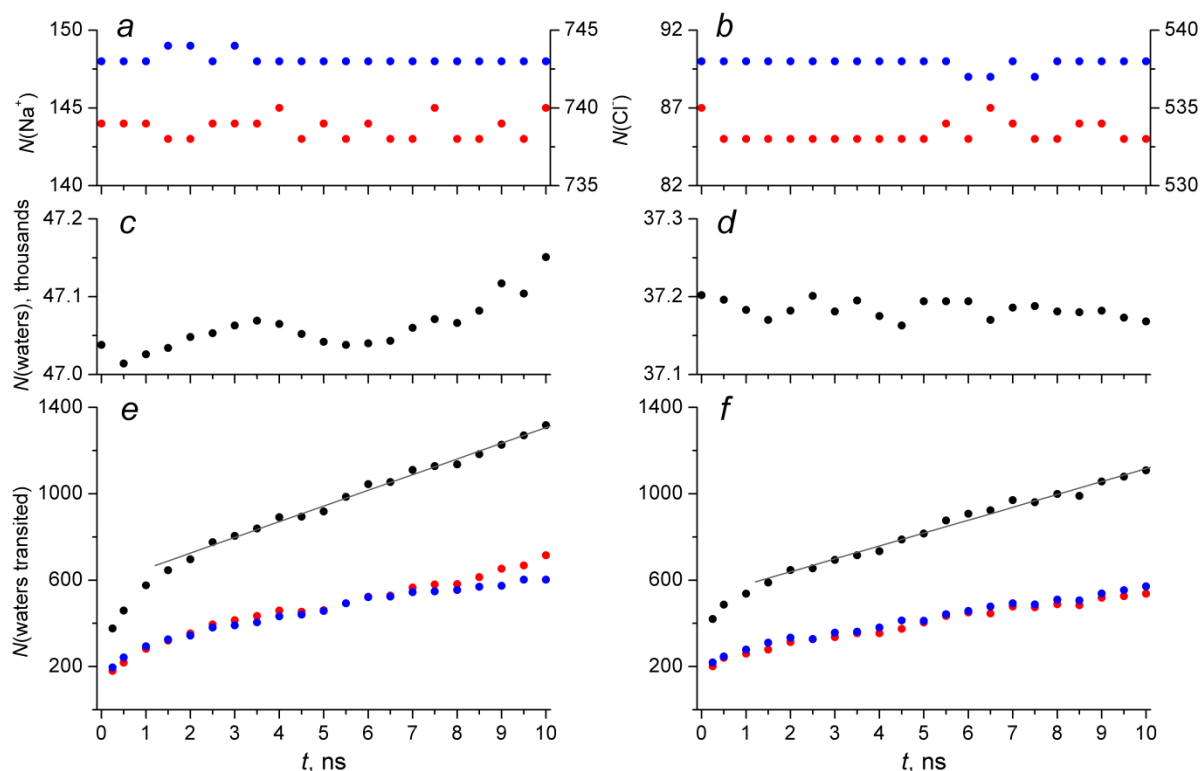 a
b
150
145
140
N(Na⁺)
745
740
735
92
87
82
N(Cl⁻)
540
535
530
c
d
47.2
47.1
47.0
N(waters), thousands
37.3
37.2
37.1
e
f
1400
1000
600
200
N(waters transited)
1400
1000
600
200
0 1 2 3 4 5 6 7 8 9 10
0 1 2 3 4 5 6 7 8 9 10
t, ns
t, ns